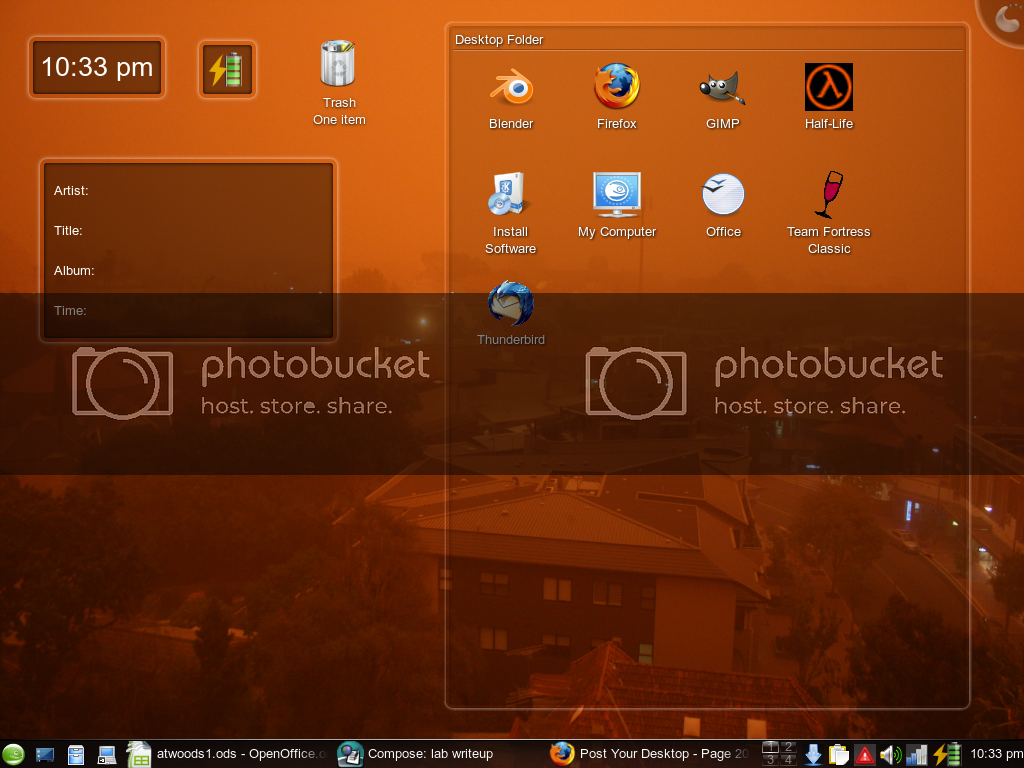 10:33 pm
Trash
One item
Desktop Folder
Blender
Firefox
GIMP
Half-Life
Install
Software
My Computer
Office
Team Fortress
Classic
Thunderbird
Artist:
Title:
Album:
Time:
photobucket
host. store. share.
photobucket
host. store. share.
atwoods1.ods - OpenOffice.o
Compose: lab writeup
Post Your Desktop - Page 20
1 2
3 4
10:33 pm